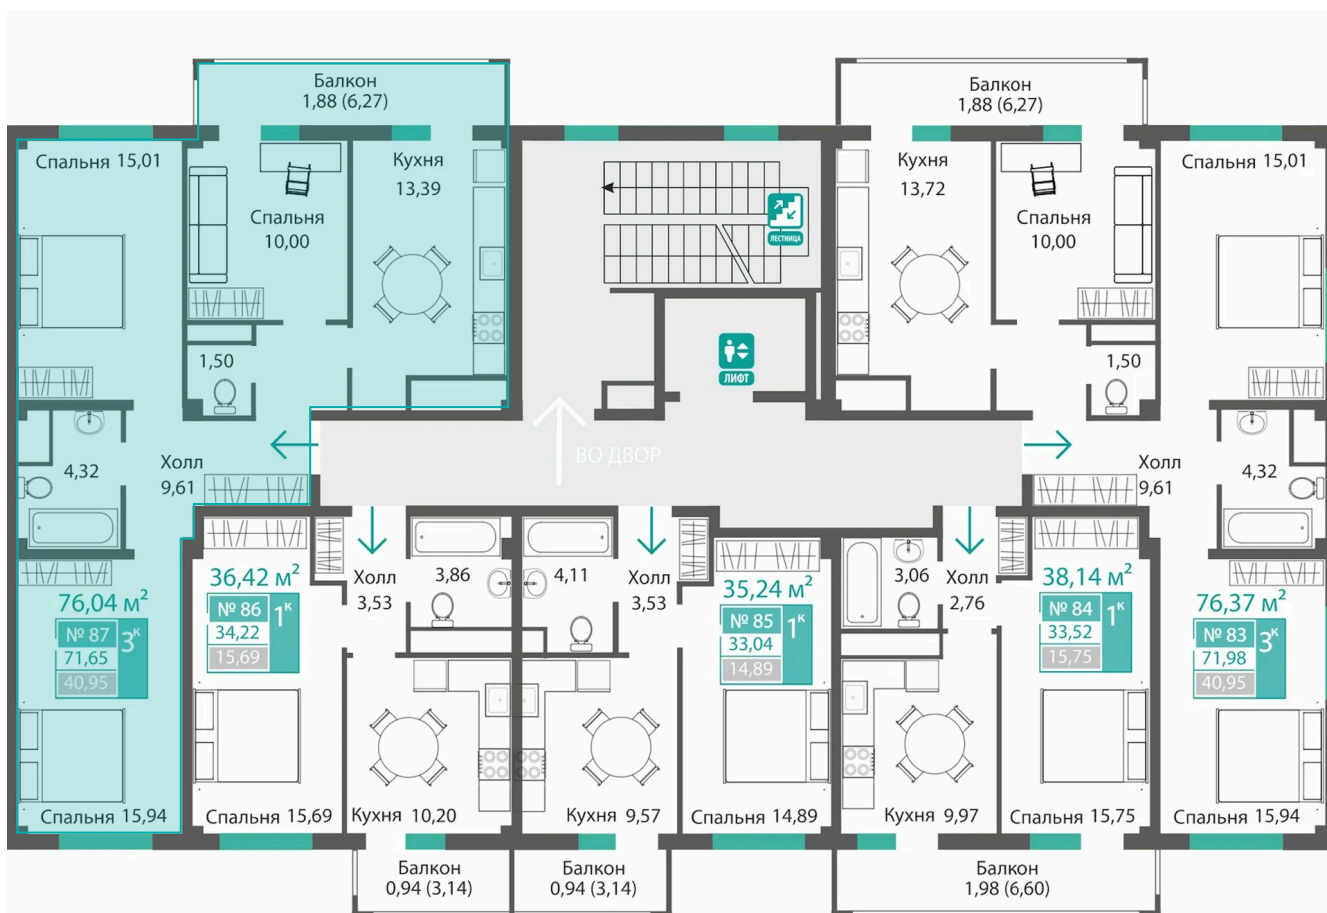 Балкон
1,88 (6,27)
Балкон
1,88 (6,27)
Спальня 15,01
Кухня
13,39
Спальня
10,00
ЛЕСТНИЦА
Кухня
13,72
Спальня
10,00
Спальня 15,01
1,50
ЛИФТ
1,50
4,32
Холл
9,61
ВО ДВОР
Холл
9,61
4,32
76,04 м²
№ 87
71,65
40,95
3к
36,42 м²
№ 86
34,22
15,69
1к
Холл
3,53
3,86
4,11
Холл
3,53
35,24 м²
№ 85
33,04
14,89
1к
3,06
Холл
2,76
38,14 м²
№ 84
33,52
15,75
1к
76,37 м²
№ 83
71,98
40,95
3к
Спальня 15,94
Спальня 15,69
Кухня 10,20
Кухня 9,57
Спальня 14,89
Кухня 9,97
Спальня 15,75
Спальня 15,94
Балкон
0,94 (3,14)
Балкон
0,94 (3,14)
Балкон
1,98 (6,60)